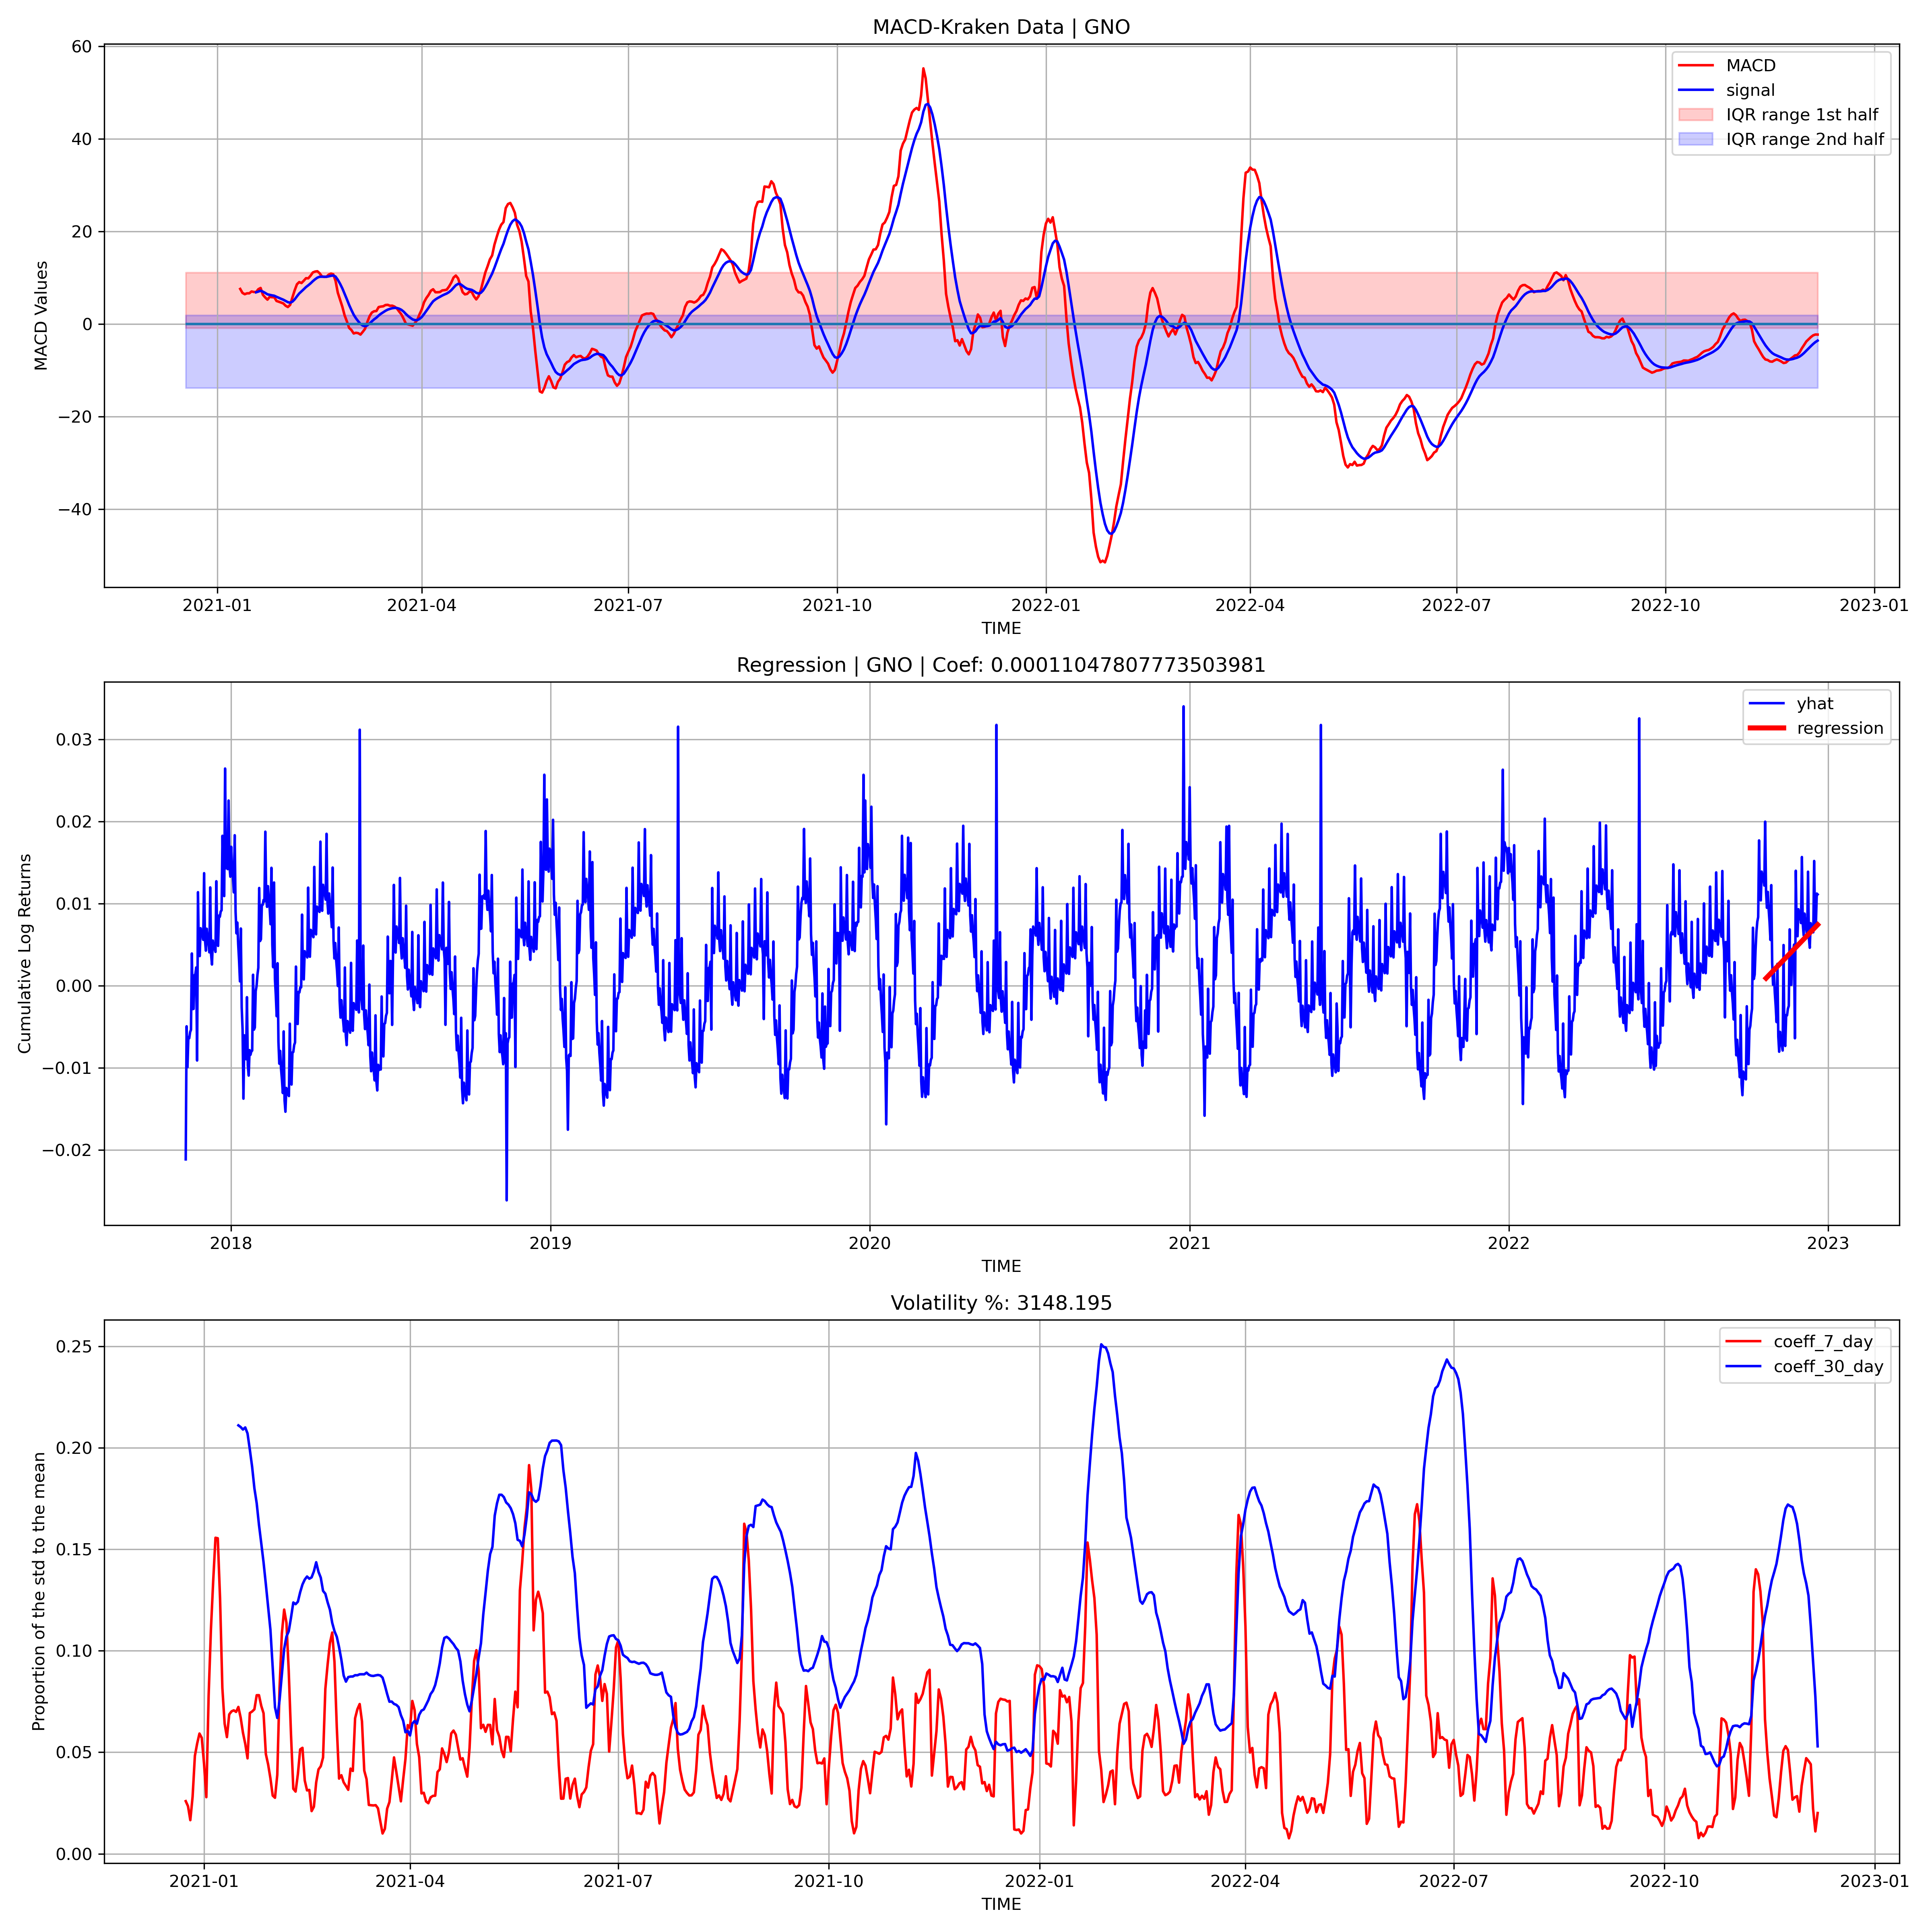 MACD-Kraken Data | GNO
MACD
signal
IQR range 1st half
IQR range 2nd half
MACD Values
60
40
20
0
−20
−40
2021-01
2021-04
2021-07
2021-10
2022-01
2022-04
2022-07
2022-10
2023-01
TIME
Regression | GNO | Coef: 0.00011047807773503981
yhat
regression
Cumulative Log Returns
0.03
0.02
0.01
0.00
−0.01
−0.02
2018
2019
2020
2021
2022
2023
TIME
Volatility %: 3148.195
coeff_7_day
coeff_30_day
Proportion of the std to the mean
0.25
0.20
0.15
0.10
0.05
0.00
2021-01
2021-04
2021-07
2021-10
2022-01
2022-04
2022-07
2022-10
2023-01
TIME